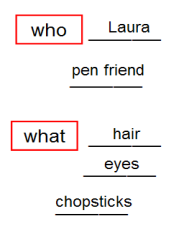 who Laura
pen friend
what hair
eyes
chopsticks